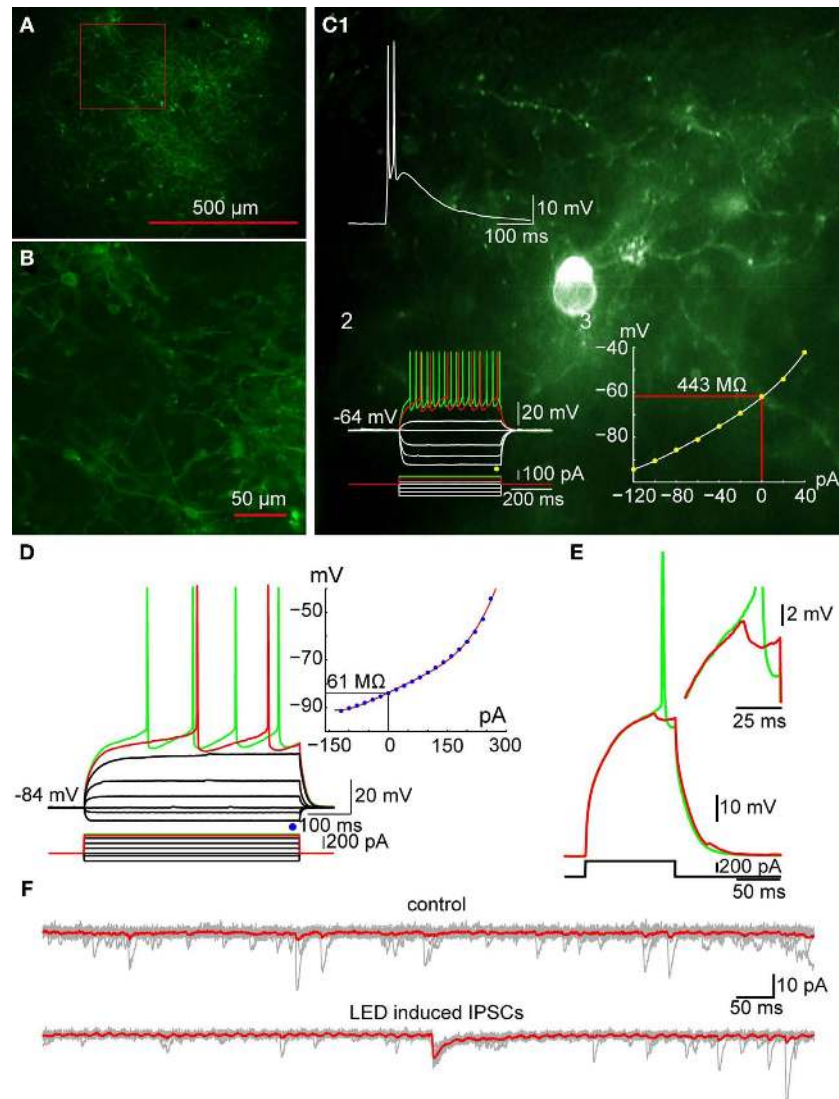 A
500 µm
B
50 µm
C1
10 mV
100 ms
2
-64 mV
20 mV
100 pA
200 ms
3
mV
−40
−60
−80
443 MΩ
pA
−120
−80
−40
0
40
D
-84 mV
20 mV
100 ms
200 pA
mV
−50
−70
−90
61 MΩ
pA
−150
0
150
300
E
2 mV
25 ms
10 mV
200 pA
50 ms
F
control
10 pA
50 ms
LED induced IPSCs